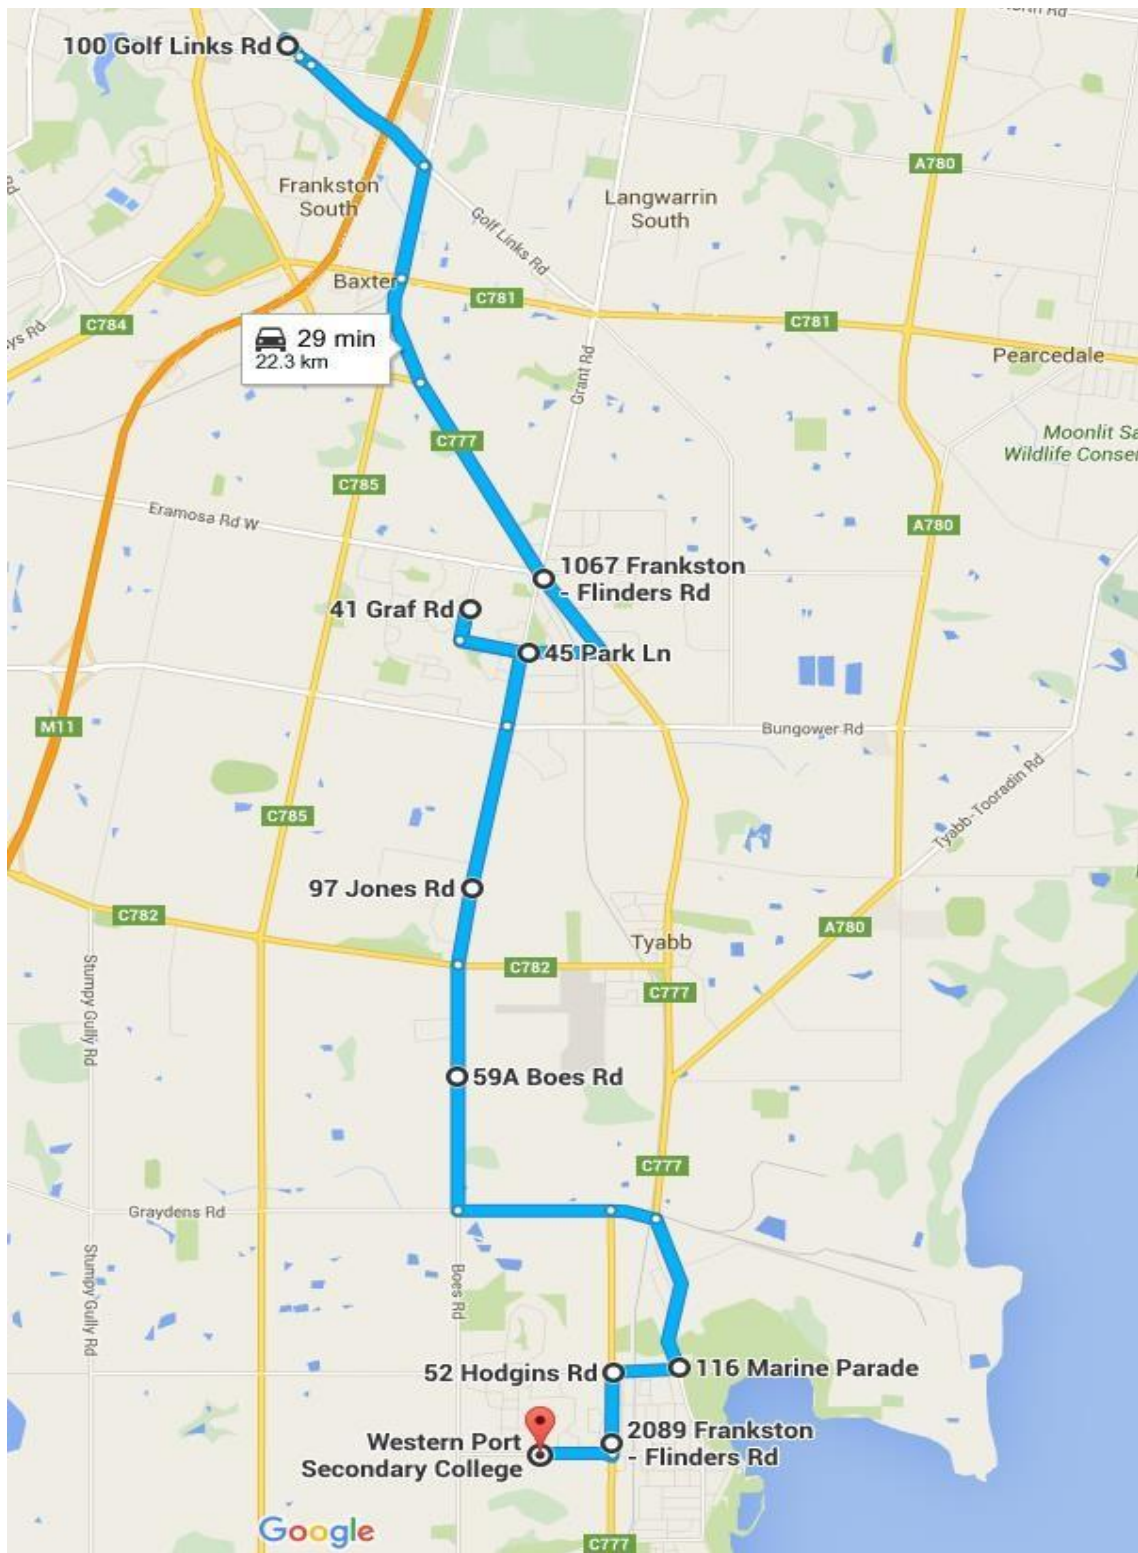 North Rd
100 Golf Links Rd
A780
Frankston
South
Langwarrin
South
Golf Links Rd
Baxter
C781
C784
C781
29 min
22.3 km
Pearcedale
Grant Rd
C777
Moonlit Sa
Wildlife Conser
C785
A780
Eramosa Rd W
1067 Frankston
- Flinders Rd
41 Graf Rd
45 Park Ln
M11
Bungower Rd
C785
Tyabb-Tooradin Rd
97 Jones Rd
C782
A780
Tyabb
C782
C777
Stumpy Gully Rd
59A Boes Rd
C777
Graydens Rd
Stumpy Gully Rd
Boes Rd
52 Hodgins Rd
116 Marine Parade
2089 Frankston
- Flinders Rd
Western Port
Secondary College
Google
C777